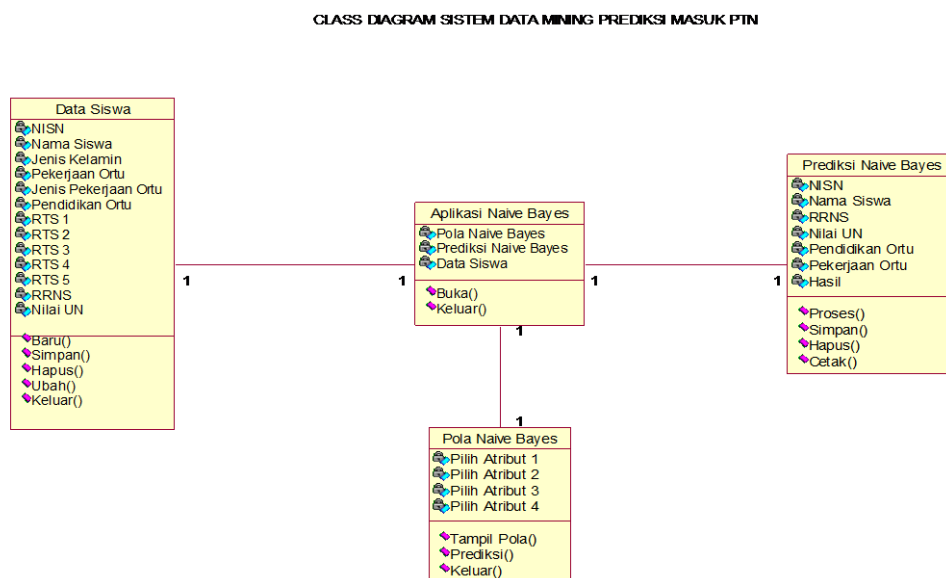 CLASS DIAGRAM SISTEM DATA MINING PREDIKSI MASUK PTN
Data Siswa
NISN
Nama Siswa
Jenis Kelamin
Pekerjaan Ortu
Jenis Pekerjaan Ortu
Pendidikan Ortu
RTS 1
RTS 2
RTS 3
RTS 4
RTS 5
RRNS
Nilai UN
Baru()
Simpan()
Hapus()
Ubah()
Keluar()
1
1
Aplikasi Naive Bayes
Pola Naive Bayes
Prediksi Naive Bayes
Data Siswa
Buka()
Keluar()
1
1
Prediksi Naive Bayes
NISN
Nama Siswa
RRNS
Nilai UN
Pendidikan Ortu
Pekerjaan Ortu
Hasil
Proses()
Simpan()
Hapus()
Cetak()
1
1
Pola Naive Bayes
Pilih Atribut 1
Pilih Atribut 2
Pilih Atribut 3
Pilih Atribut 4
Tampil Pola()
Prediksi()
Keluar()